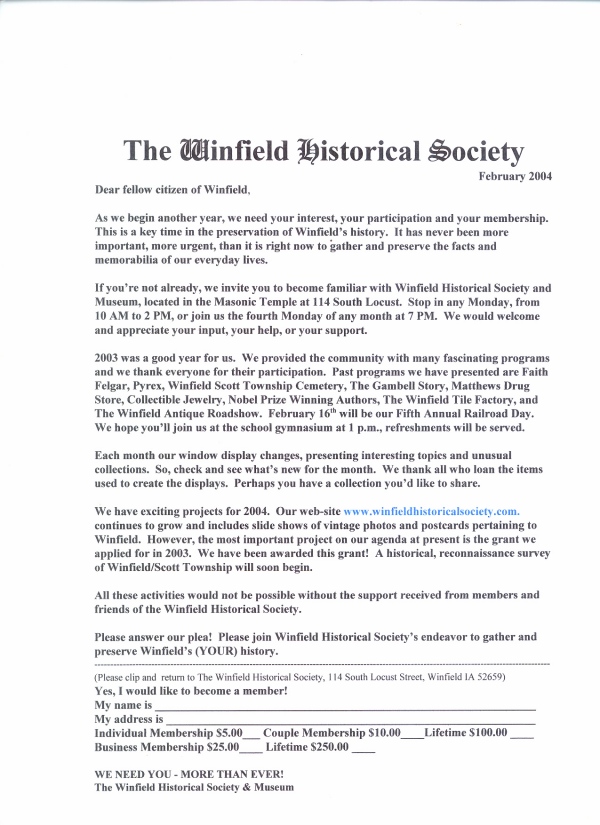 The Winfield Historical Society
February 2004
Dear fellow citizen of Winfield,
As we begin another year, we need your interest, your participation and your membership.
This is a key time in the preservation of Winfield's history. It has never been more
important, more urgent, than it is right now to gather and preserve the facts and
memorabilia of our everyday lives.
If you're not already, we invite you to become familiar with Winfield Historical Society and
Museum, located in the Masonic Temple at 114 South Locust. Stop in any Monday, from
10 AM to 2 PM, or join us the fourth Monday of any month at 7 PM. We would welcome
and appreciate your input, your help, or your support.
2003 was a good year for us. We provided the community with many fascinating programs
and we thank everyone for their participation. Past programs we have presented are Faith
Felgar, Pyrex, Winfield Scott Township Cemetery, The Gambell Story, Matthews Drug
Store, Collectible Jewelry, Nobel Prize Winning Authors, The Winfield Tile Factory, and
The Winfield Antique Roadshow. February 16th will be our Fifth Annual Railroad Day.
We hope you'll join us at the school gymnasium at 1 p.m., refreshments will be served.
Each month our window display changes, presenting interesting topics and unusual
collections. So, check and see what's new for the month. We thank all who loan the items
used to create the displays. Perhaps you have a collection you'd like to share.
We have exciting projects for 2004. Our web-site www.winfieldhistoricalsociety.com.
continues to grow and includes slide shows of vintage photos and postcards pertaining to
Winfield. However, the most important project on our agenda at present is the grant we
applied for in 2003. We have been awarded this grant! A historical, reconnaissance survey
of Winfield/Scott Township will soon begin.
All these activities would not be possible without the support received from members and
friends of the Winfield Historical Society.
Please answer our plea! Please join Winfield Historical Society's endeavor to gather and
preserve Winfield's (YOUR) history.
(Please clip and return to The Winfield Historical Society, 114 South Locust Street, Winfield IA 52659)
Yes, I would like to become a member!
My name is
My address is
Individual Membership $5.00___ Couple Membership $10.00____Lifetime $100.00 ____
Business Membership $25.00____ Lifetime $250.00 ____
WE NEED YOU - MORE THAN EVER!
The Winfield Historical Society & Museum